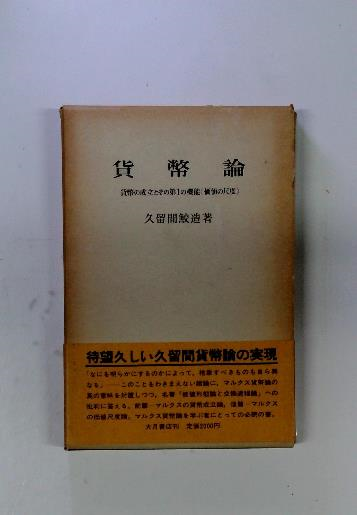 貨幣論
貨幣の成立とその第1の機能(価値の尺度)
久留間鮫造著
待望久しい久留間貨幣論の実現
「なにを明らかにするのかによって、捨象すべきものも自ら異
なる」——このこともわきまえない諸論に、マルクス貨幣論の
真の意味を対置しつつ、名著「価値形態論と交換過程論」への
批判に答える。前篇—マルクスの貨幣成立論、後篇—マルクス
の価値尺度論。マルクス貨幣論を学ぶ者にとっての必読の書。
大月書店刊 定価2000円